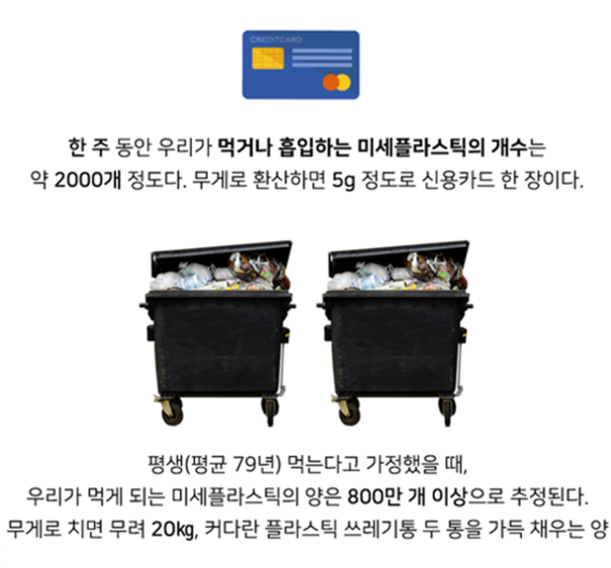 CREDITCARD
한 주 동안 우리가 먹거나 흡입하는 미세플라스틱의 개수는
약 2000개 정도다. 무게로 환산하면 5g 정도로 신용카드 한 장이다.
평생(평균 79년) 먹는다고 가정했을 때,
우리가 먹게 되는 미세플라스틱의 양은 800만 개 이상으로 추정된다.
무게로 치면 무려 20kg, 커다란 플라스틱 쓰레기통 두 통을 가득 채우는 양